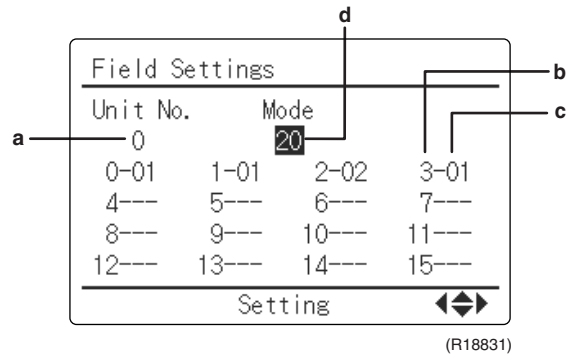 d
Field Settings
b
Unit No. Mode
c
a
0 20
0-01 1-01 2-02 3-01
4--- 5--- 6--- 7---
8--- 9--- 10--- 11---
12--- 13--- 14--- 15---
Setting
(R18831)